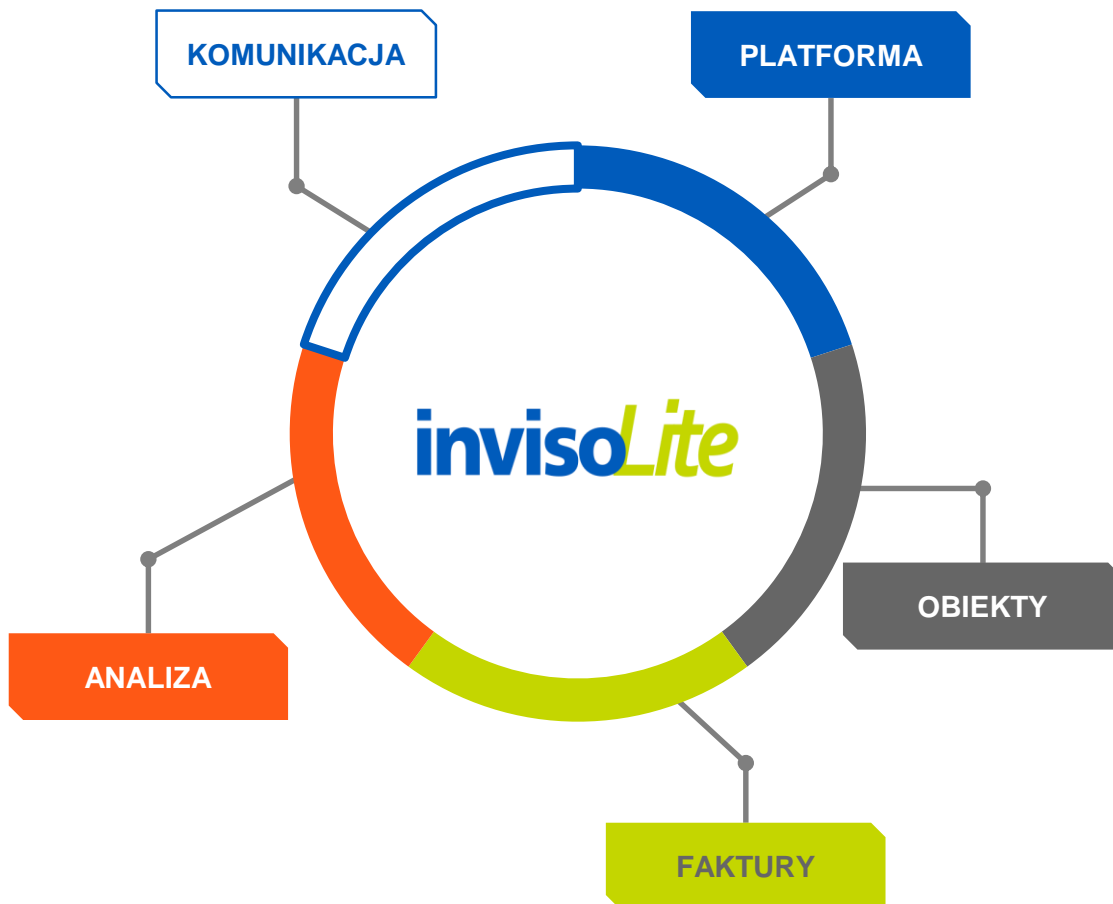 KOMUNIKACJA
PLATFORMA
invisoLite
OBIEKTY
ANALIZA
FAKTURY